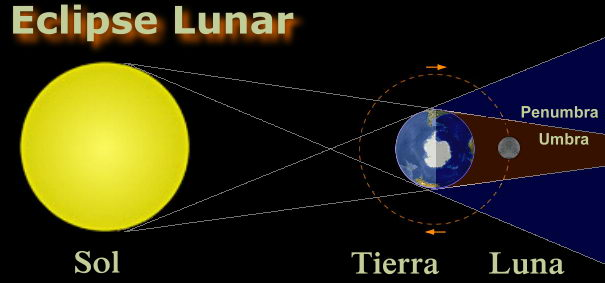 Eclipse Lunar
Penumbra
Umbra
Sol
Tierra
Luna